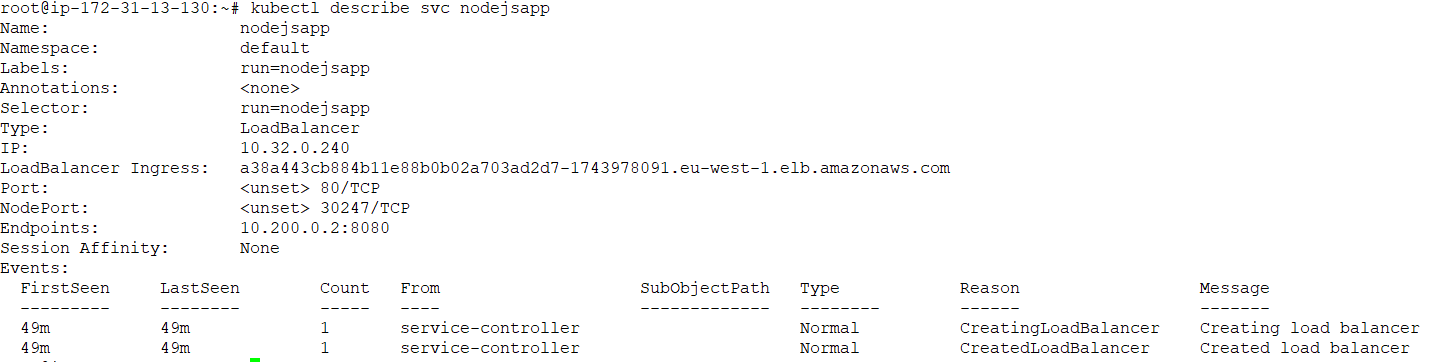 root@ip-172-31-13-130:~# kubectl describe svc nodejsapp
Name: nodejsapp
Namespace: default
Labels: run=nodejsapp
Annotations: <none>
Selector: run=nodejsapp
Type: LoadBalancer
IP: 10.32.0.240
LoadBalancer Ingress: a38a443cb884b11e88b0b02a703ad2d7-1743978091.eu-west-1.elb.amazonaws.com
Port: <unset> 80/TCP
NodePort: <unset> 30247/TCP
Endpoints: 10.200.0.2:8080
Session Affinity: None
Events:
FirstSeen LastSeen Count From SubObjectPath Type Reason Message
--------- -------- ----- ---- ------------- -------- ------ -------
49m 49m 1 service-controller Normal CreatingLoadBalancer Creating load balancer
49m 49m 1 service-controller Normal CreatedLoadBalancer Created load balancer